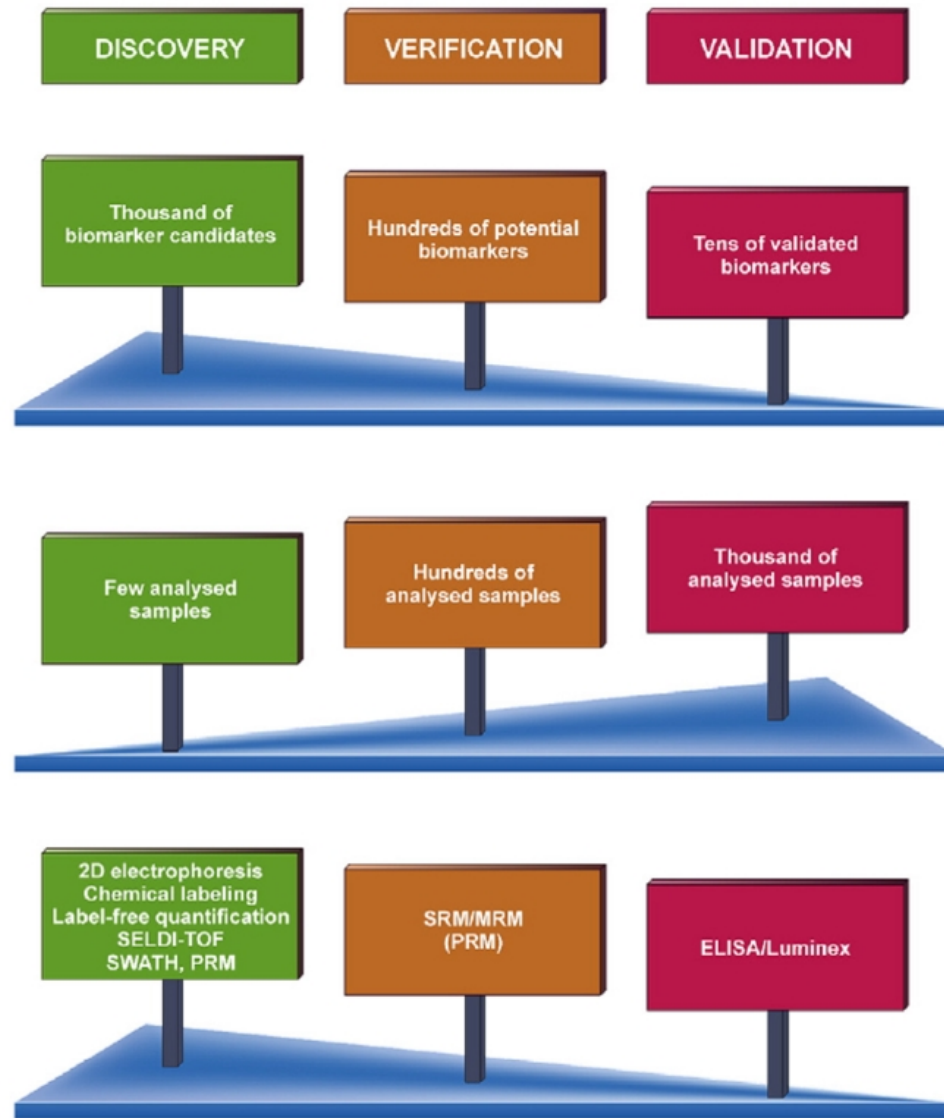 DISCOVERY
VERIFICATION
VALIDATION
Thousand of
biomarker candidates
Hundreds of potential
biomarkers
Tens of validated
biomarkers
Few analysed
samples
Hundreds of
analysed samples
Thousand of
analysed samples
2D electrophoresis
Chemical labeling
Label-free quantification
SELDI-TOF
SWATH, PRM
SRM/MRM
(PRM)
ELISA/Luminex